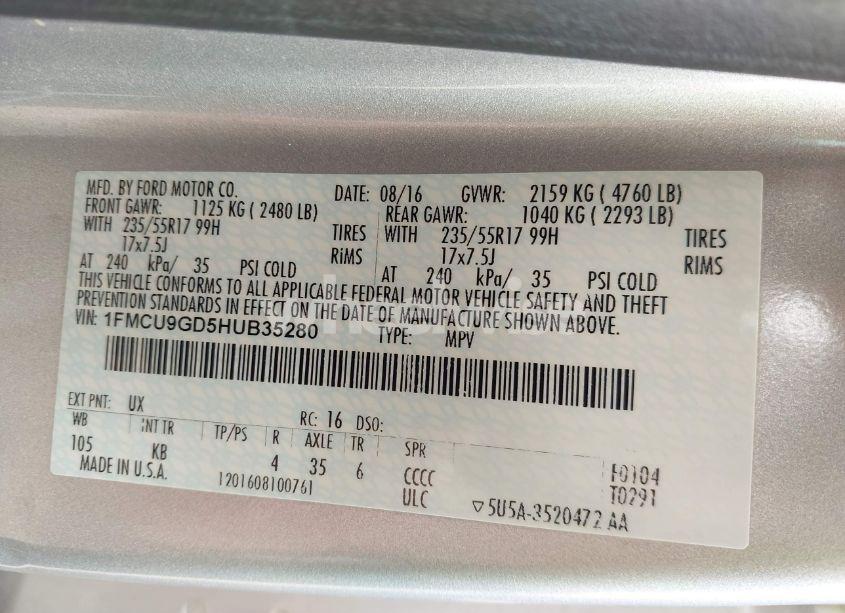 MFD. BY FORD MOTOR CO. DATE: 08/16 GVWR: 2159 KG ( 4760 LB)
FRONT GAWR: 1125 KG ( 2480 LB) REAR GAWR: 1040 KG ( 2293 LB)
WITH 235/55R17 99H TIRES WITH 235/55R17 99H TIRES
17x7.5J RIMS 17x7.5J RIMS
AT 240 kPa/ 35 PSI COLD AT 240 kPa/ 35 PSI COLD
THIS VEHICLE CONFORMS TO ALL APPLICABLE FEDERAL MOTOR VEHICLE SAFETY AND THEFT
PREVENTION STANDARDS IN EFFECT ON THE DATE OF MANUFACTURE SHOWN ABOVE.
VIN: 1FMCU9GD5HUB35280 TYPE: MPV
EXT PNT: UX RC: 16 DSO:
WB INT TR TP/PS R AXLE TR SPR
105 KB 4 35 6 CCCC F0104
MADE IN U.S.A. 1201608100761 ULC T0291
▽5U5A-3520472 AA